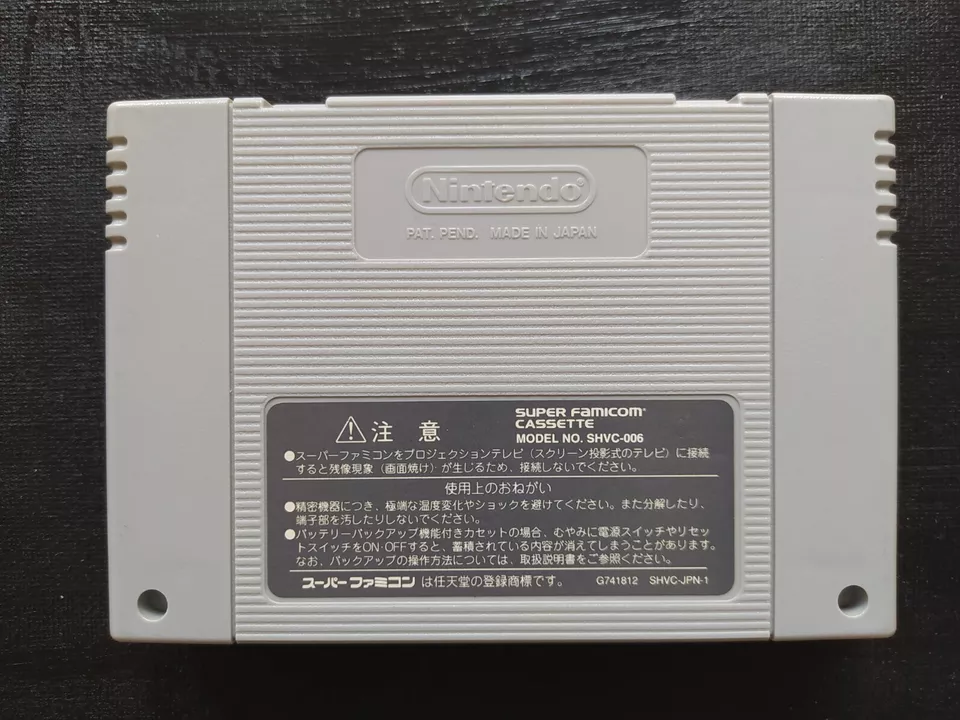 Nintendo®
PAT. PEND. MADE IN JAPAN
⚠注 意
SUPER FAMICOM®
CASSETTE
MODEL NO. SHVC-006
●スーパーファミコンをプロジェクションテレビ（スクリーン投影式のテレビ）に接続
すると残像現象（画面焼け）が生じるため、接続しないでください。
使用上のおねがい
●精密機器につき、極端な温度変化やショックを避けてください。また分解したり、
端子部を汚したりしないでください。
●バッテリーバックアップ機能付きカセットの場合、むやみに電源スイッチやリセッ
トスイッチをON・OFFすると、蓄積されている内容が消えてしまうことがあります。
なお、バックアップの操作方法については、取扱説明書をご参照ください。
スーパーファミコン は任天堂の登録商標です。 G741812 SHVC-JPN-1